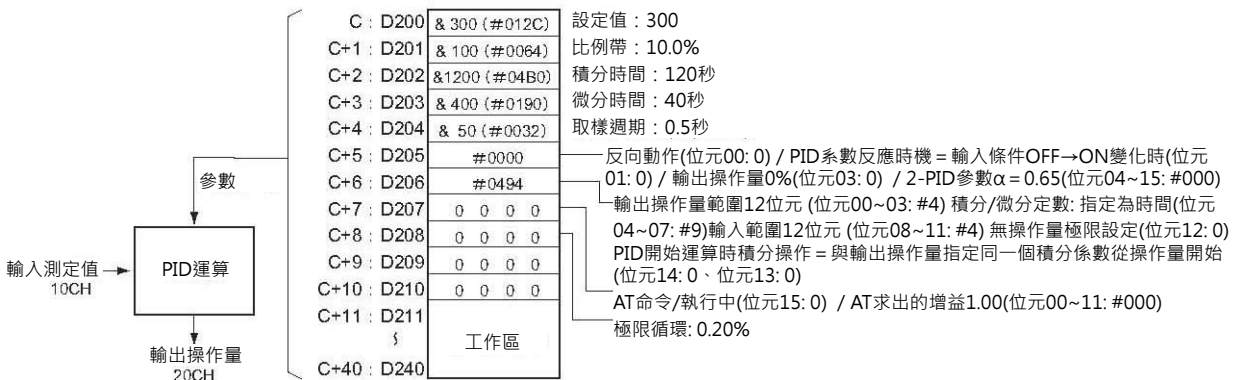 C : D200 & 300 (#012C) 設定值：300
C+1 : D201 & 100 (#0064) 比例帶：10.0%
C+2 : D202 &1200 (#04B0) 積分時間：120秒
C+3 : D203 & 400 (#0190) 微分時間：40秒
C+4 : D204 & 50 (#0032) 取樣週期：0.5秒
C+5 : D205 #0000
C+6 : D206 #0494
C+7 : D207 0 0 0 0
C+8 : D208 0 0 0 0
C+9 : D209 0 0 0 0
C+10 : D210 0 0 0 0
C+11 : D211
∫ 工作區
C+40 : D240
反向動作(位元00: 0) / PID系數反應時機＝輸入條件OFF→ON變化時(位元
01: 0) / 輸出操作量0%(位元03: 0) / 2-PID參數α＝0.65(位元04~15: #000)
輸出操作量範圍12位元 (位元00~03: #4) 積分/微分定數: 指定為時間(位元
04~07: #9)輸入範圍12位元 (位元08~11: #4) 無操作量極限設定(位元12: 0)
PID開始運算時積分操作＝與輸出操作量指定同一個積分係數從操作量開始
(位元14: 0、位元13: 0)
AT命令/執行中(位元15: 0) / AT求出的增益1.00(位元00~11: #000)
極限循環: 0.20%
參數
輸入測定值
10CH
PID運算
輸出操作量
20CH